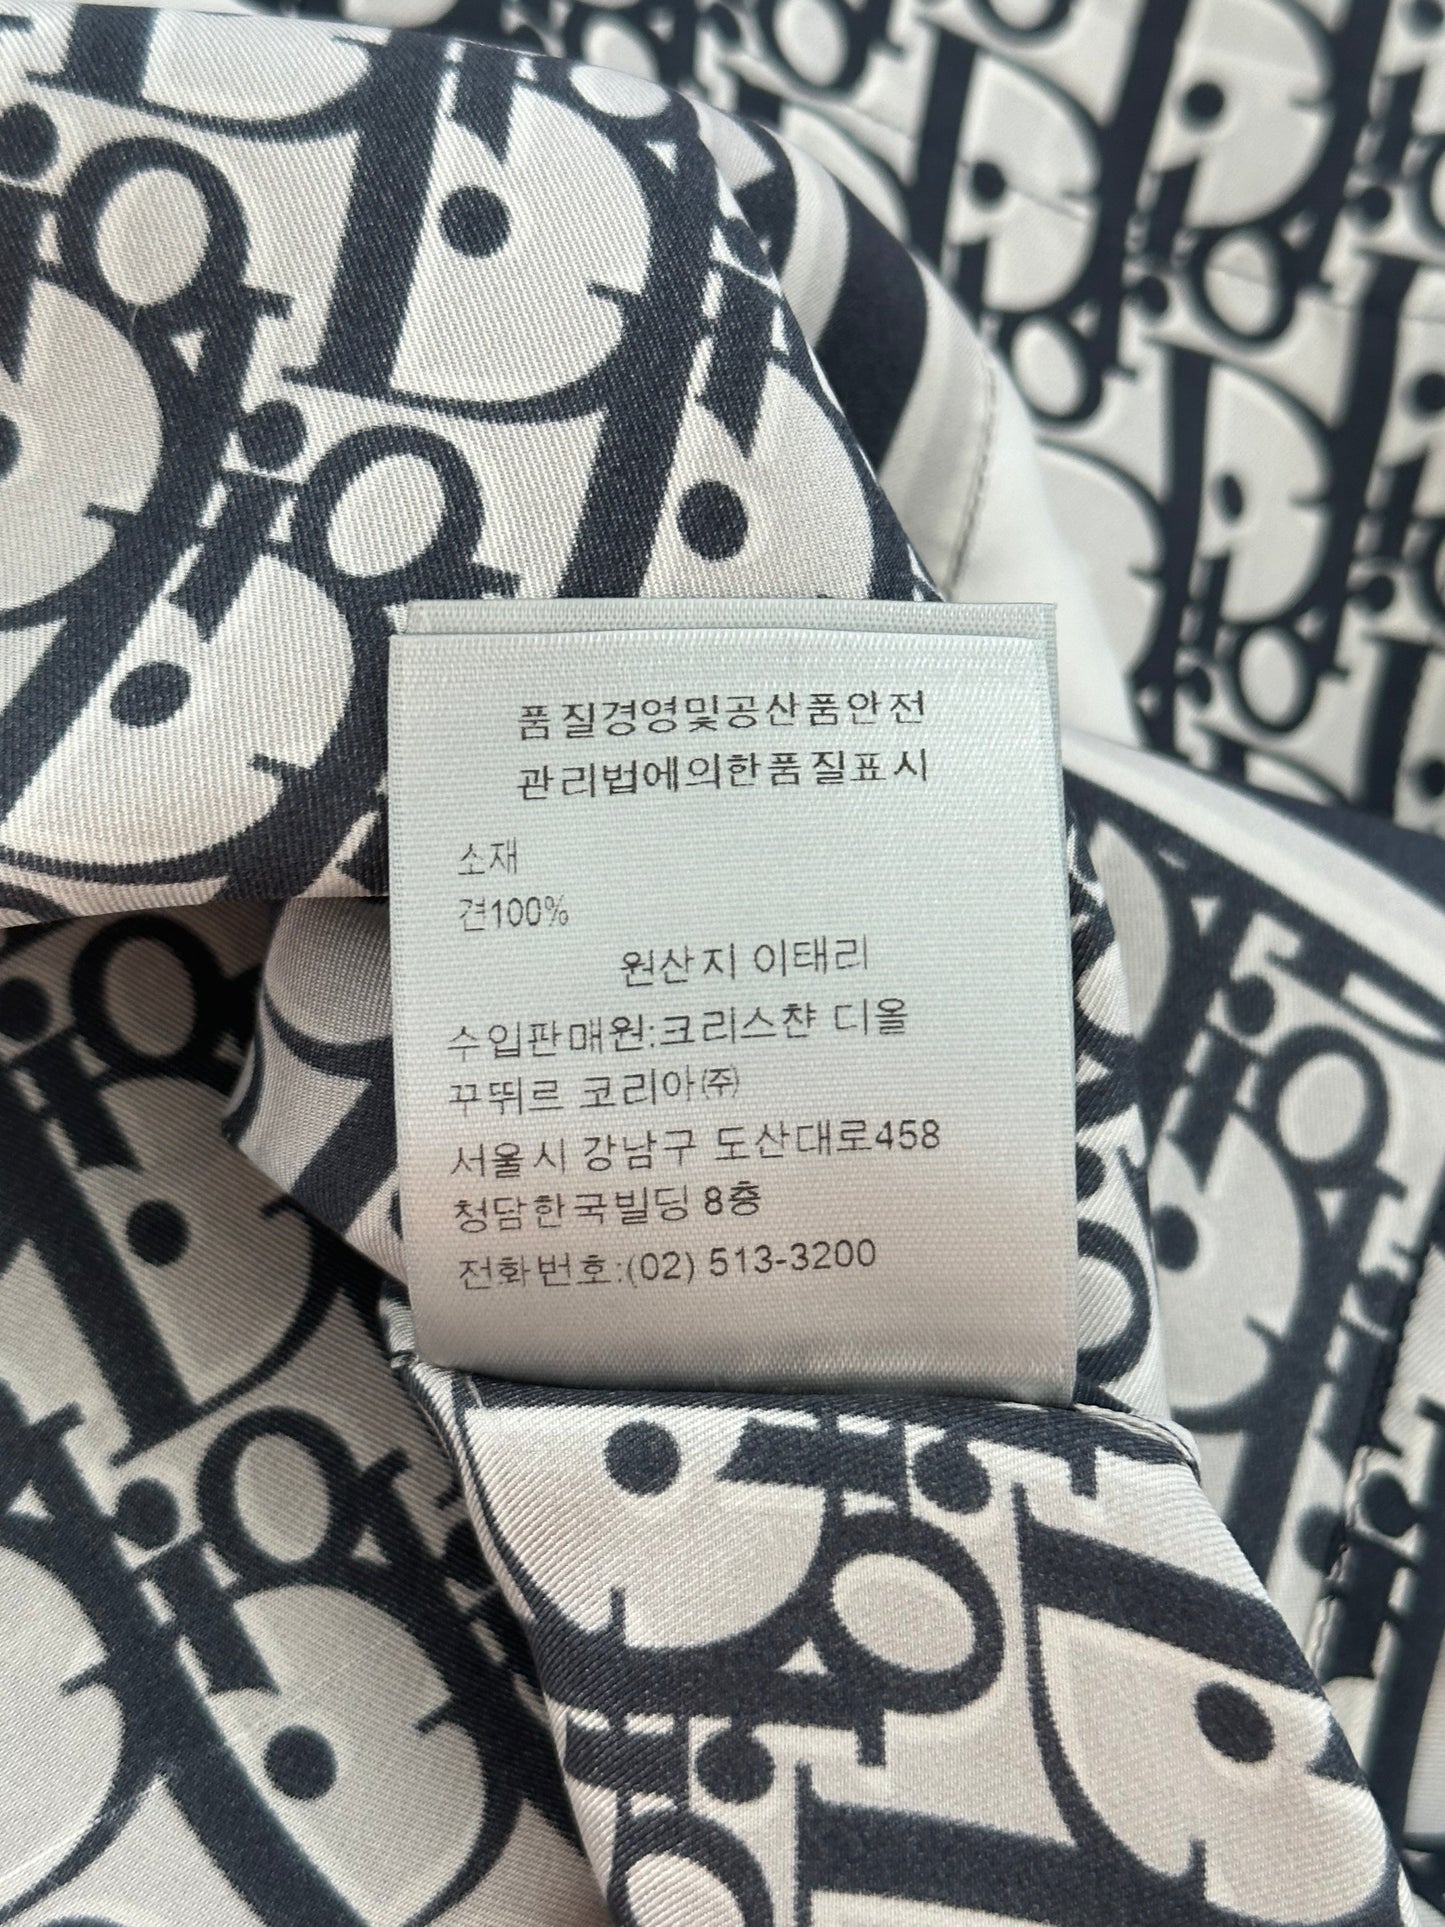 품질경영및공산품안전
관리법에의한품질표시
소재
견100%
원산지 이태리
수입판매원:크리스챤 디올
꾸뛰르 코리아㈜
서울시 강남구 도산대로458
청담한국빌딩 8층
전화번호:(02) 513-3200